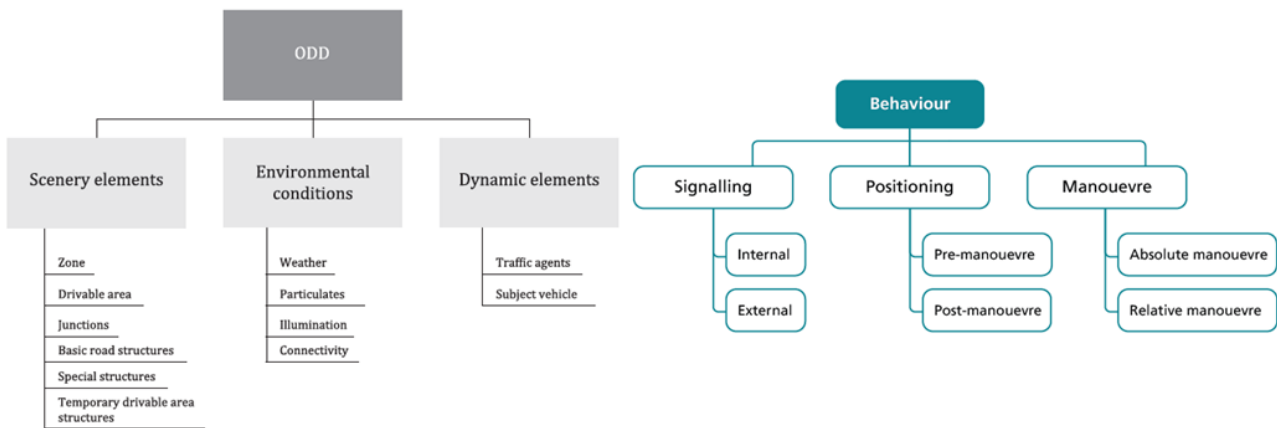 ODD
Scenery elements
Environmental
conditions
Dynamic elements
Zone
Drivable area
Junctions
Basic road structures
Special structures
Temporary drivable area
structures
Weather
Particulates
Illumination
Connectivity
Traffic agents
Subject vehicle
Behaviour
Signalling
Positioning
Manouevre
Internal
External
Pre-manouevre
Post-manouevre
Absolute manouevre
Relative manouevre